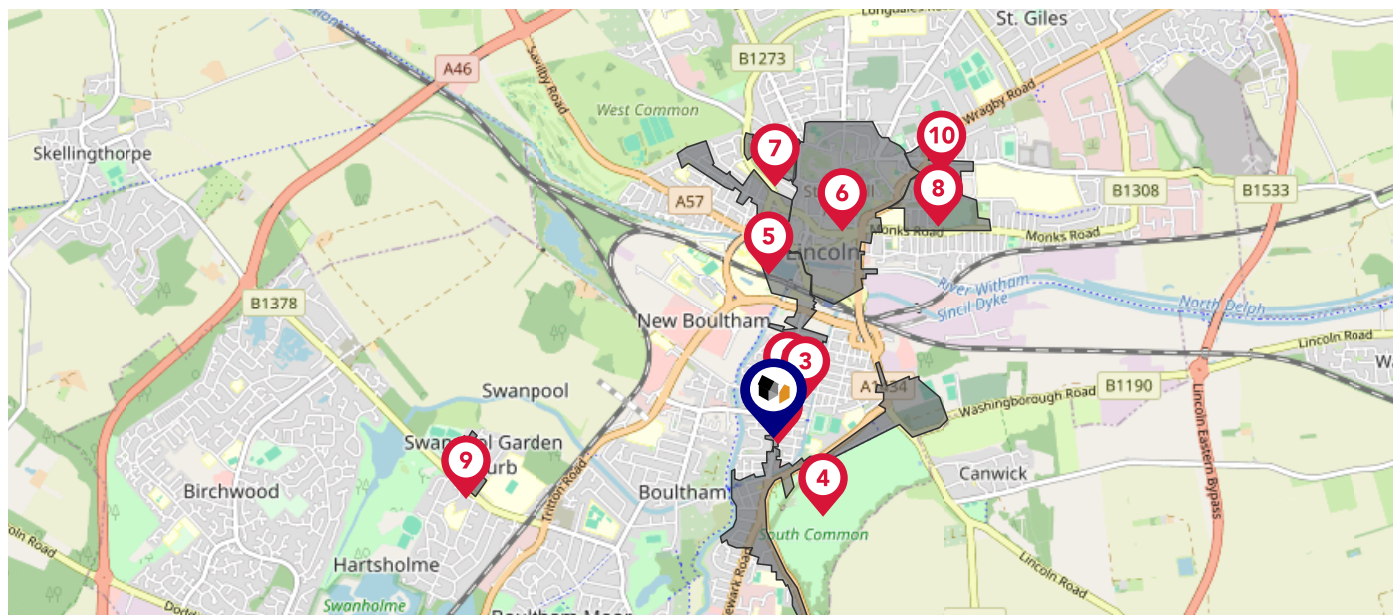 Longdales Road
St. Giles
A46
B1273
Saxilby Road
West Common
Wragby Road
10
7
Skellingthorpe
8
B1308
B1533
6
A57
5
Monks Road
Monks Road
Lincoln
River Witham
Sincil Dyke
North Delph
B1378
New Boultham
Lincoln Road
3
B1190
Washingborough Road
Swanpool
Lincoln Eastern Bypass
9
Canwick
4
Birchwood
Boultham
Tritton Road
South Common
Hartsholme
Lincoln Road
Swanholme